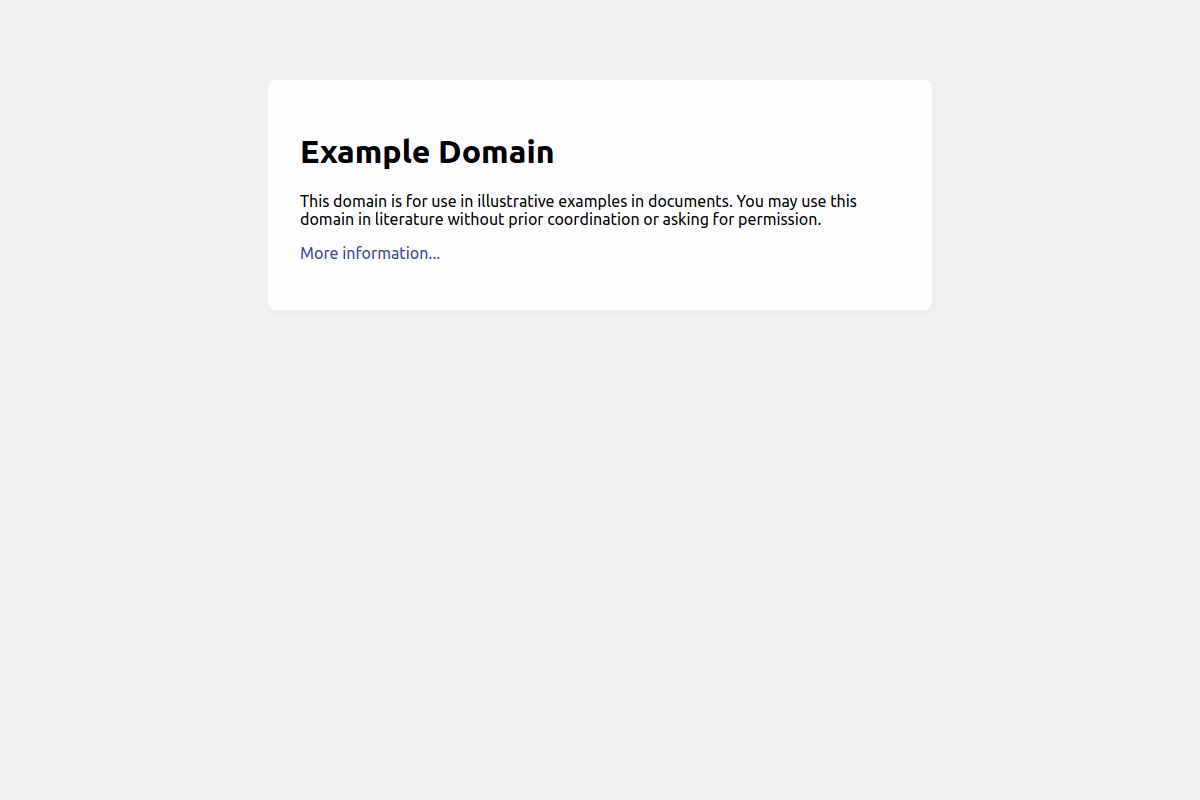 Example Domain
This domain is for use in illustrative examples in documents. You may use this
domain in literature without prior coordination or asking for permission.
More information...